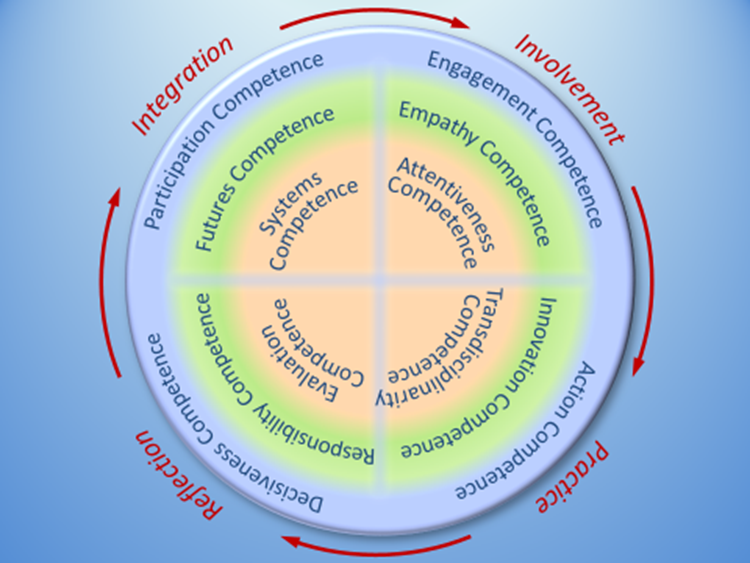 Integration
Participation Competence
Futures Competence
Systems
Competence
Involvement
Engagement Competence
Empathy Competence
Attentiveness
Competence
Practice
Action Competence
Innovation Competence
Transdisciplinarity
Competence
Reflection
Decisiveness Competence
Responsibility Competence
Evaluation
Competence